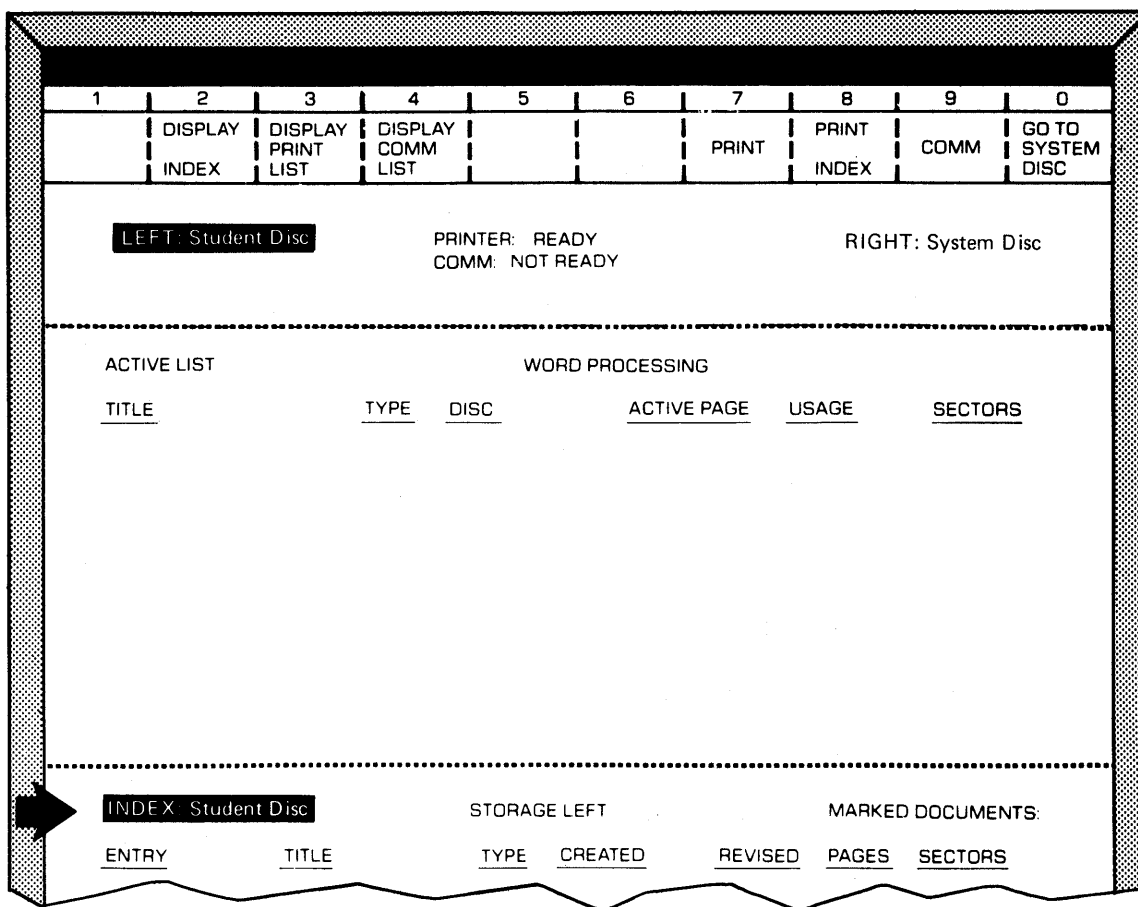 1 2 3 4 5 6 7 8 9 0
DISPLAY DISPLAY DISPLAY PRINT GO TO
PRINT COMM PRINT COMM SYSTEM
INDEX LIST LIST INDEX DISC
LEFT: Student Disc PRINTER: READY RIGHT: System Disc
COMM: NOT READY
ACTIVE LIST WORD PROCESSING
TITLE TYPE DISC ACTIVE PAGE USAGE SECTORS
INDEX: Student Disc STORAGE LEFT MARKED DOCUMENTS:
ENTRY TITLE TYPE CREATED REVISED PAGES SECTORS